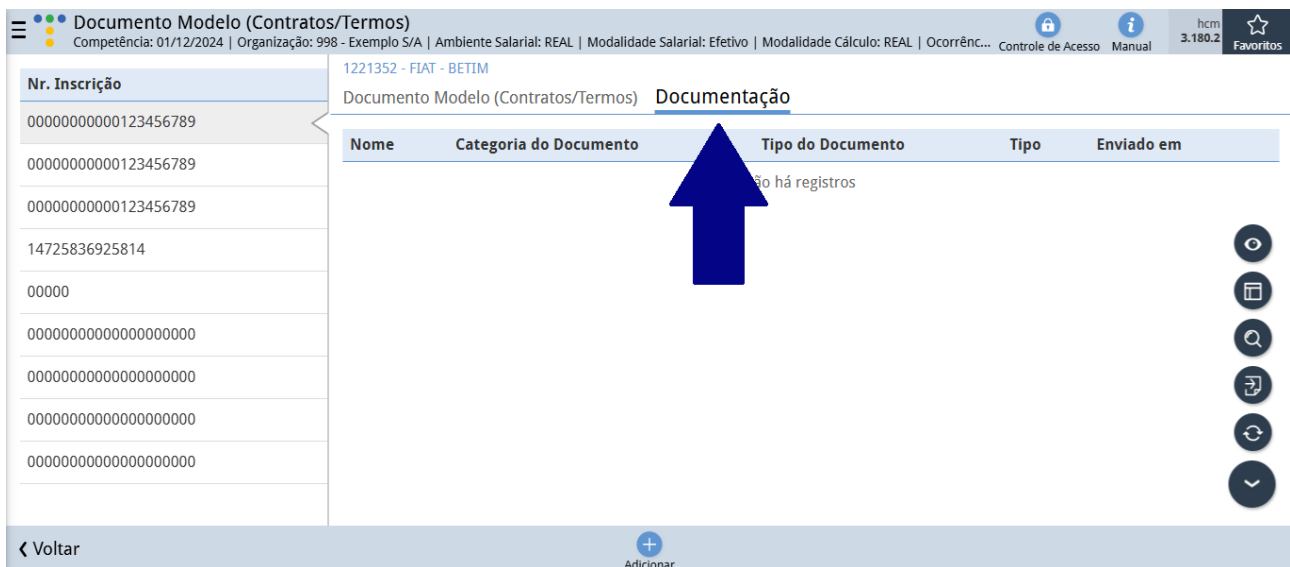 Documento Modelo (Contratos/Termos)
Competência: 01/12/2024 | Organização: 998 - Exemplo S/A | Ambiente Salarial: REAL | Modalidade Salarial: Efetivo | Modalidade Cálculo: REAL | Ocorrênc...
Controle de Acesso
Manual
hcm
3.180.2
Favoritos
Nr. Inscrição
00000000000123456789
00000000000123456789
00000000000123456789
14725836925814
00000
00000000000000000000
00000000000000000000
00000000000000000000
00000000000000000000
1221352 - FIAT - BETIM
Documento Modelo (Contratos/Termos) Documentação
Nome Categoria do Documento Tipo do Documento Tipo Enviado em
há registros
Voltar
Adicionar